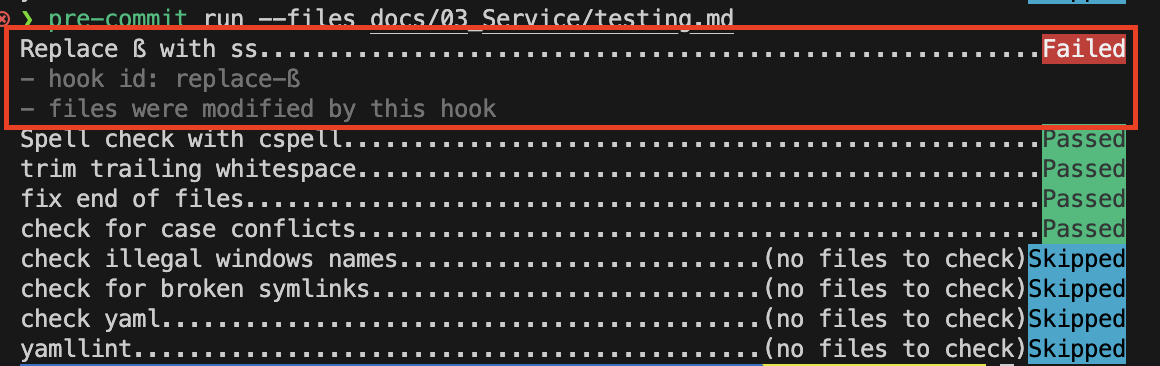 ❯ pre-commit run --files docs/03_Service/testing.md
Replace ß with ss.......................................................Failed
- hook id: replace-ß
- files were modified by this hook
Spell check with cspell.................................................Passed
trim trailing whitespace................................................Passed
fix end of files........................................................Passed
check for case conflicts................................................Passed
check illegal windows names..........................(no files to check)Skipped
check for broken symlinks............................(no files to check)Skipped
check yaml...........................................(no files to check)Skipped
yamllint.............................................(no files to check)Skipped